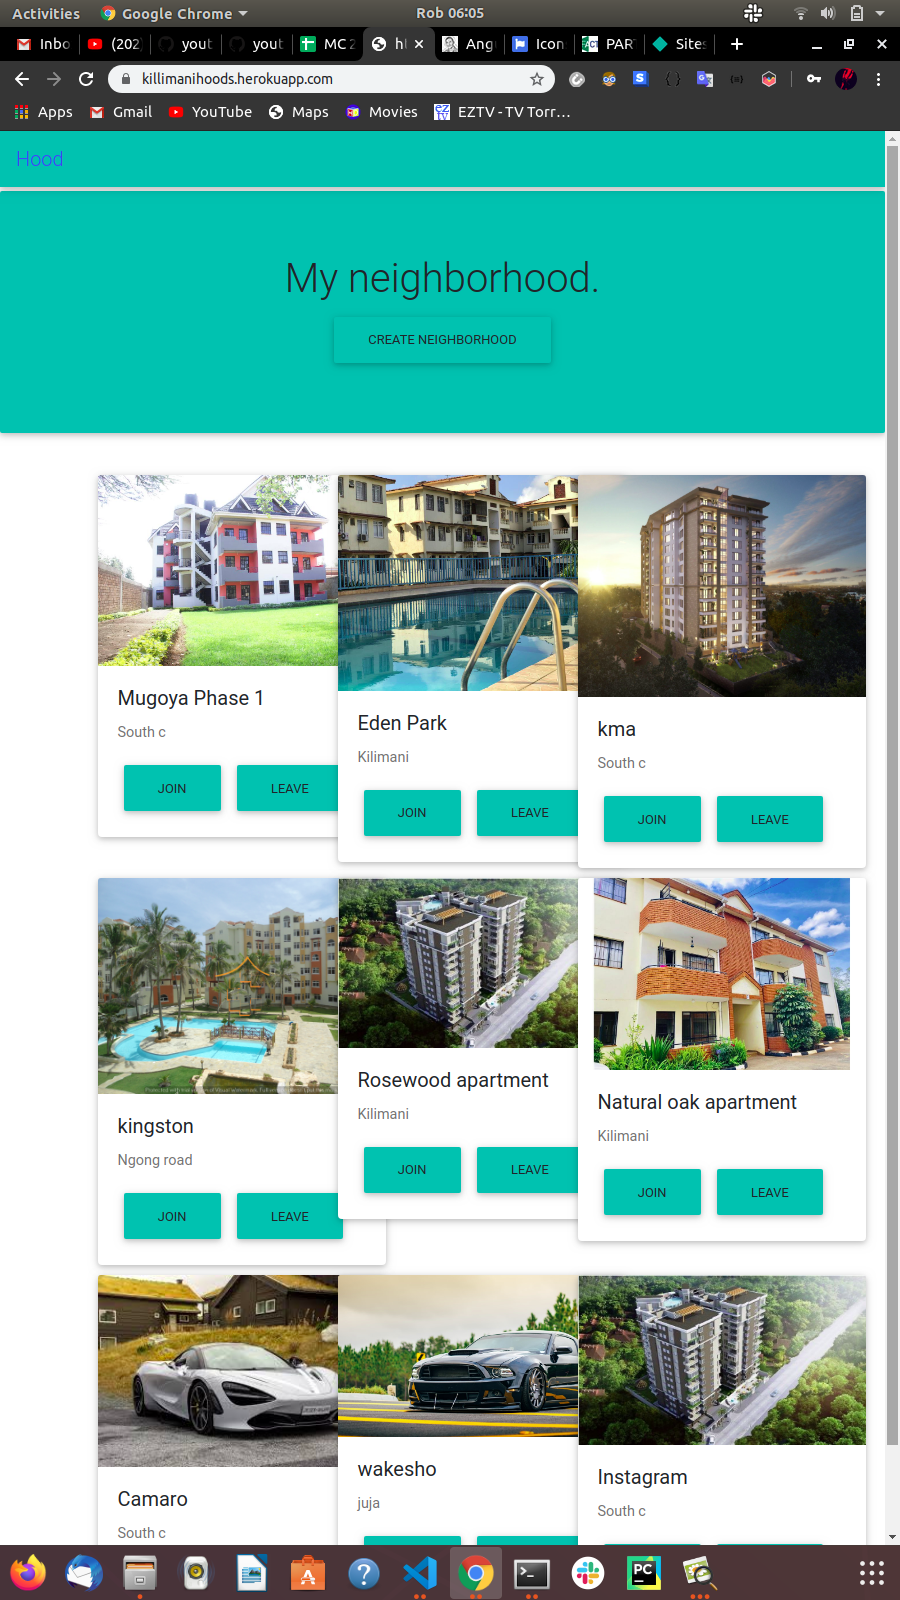 Activities Google Chrome Rob 06:05
Inbo (202 yout yout MC 2 Ang Icon PAR Sites
killimanihoods.herokuapp.com
Apps Gmail YouTube Maps Movies EZTV - TV Torr...
Hood
My neighborhood.
CREATE NEIGHBORHOOD
Mugoya Phase 1
South c
JOIN LEAVE
Eden Park
Kilimani
JOIN LEAVE
kma
South c
JOIN LEAVE
kingston
Ngong road
JOIN LEAVE
Rosewood apartment
Kilimani
JOIN LEAVE
Natural oak apartment
Kilimani
JOIN LEAVE
Camaro
South c
wakesho
juja
Instagram
South c